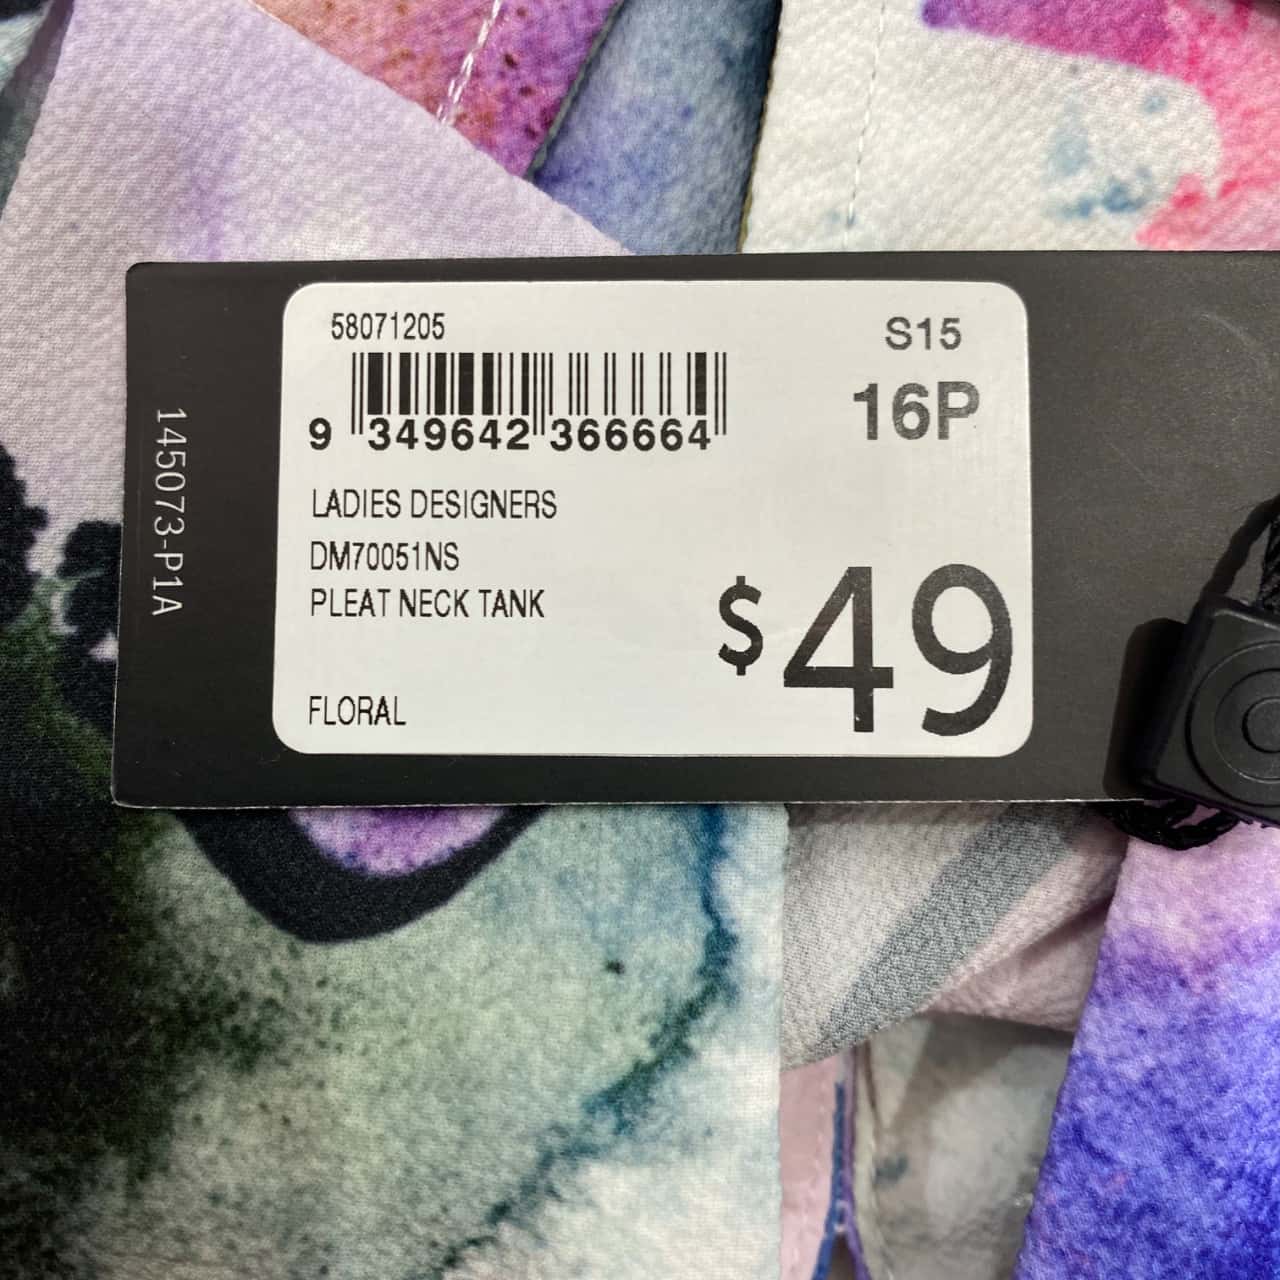 58071205
S15
16P
9 349642 366664
LADIES DESIGNERS
DM70051NS
PLEAT NECK TANK
$49
FLORAL
145073-P1A